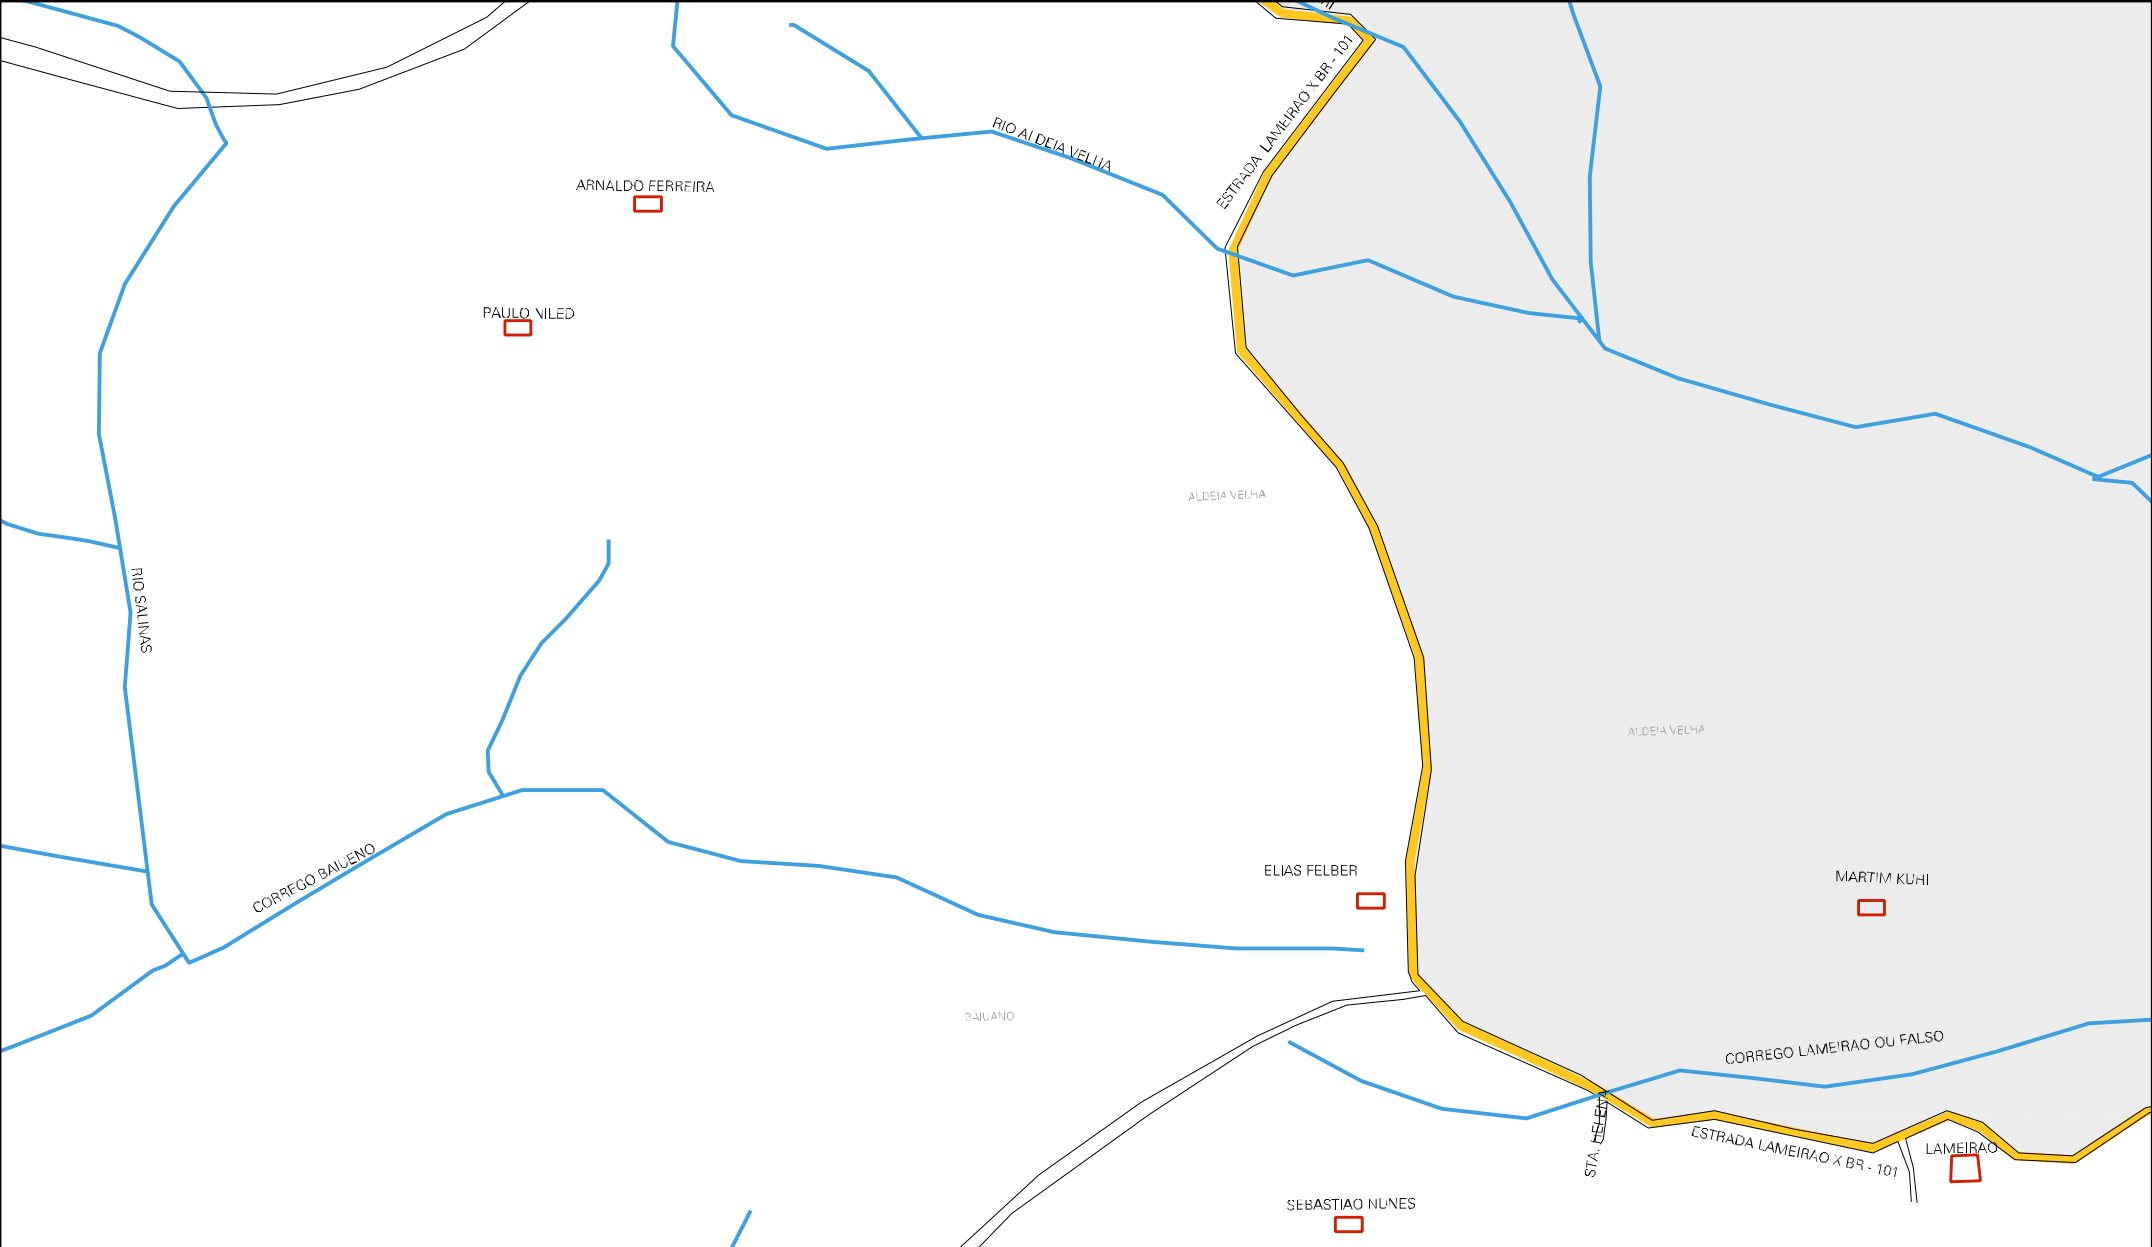 ESTRADA LAMEIRAO X BR - 101
RIO ALDEIA VELHA
ARNALDO FERREIRA
PAULO NILED
ALDEIA VELHA
RIO SALINAS
ALDEIA VELHA
CORREGO BAIUENO
ELIAS FELBER
MARTIM KUHI
BAIUANO
CORREGO LAMEIRAO OU FALSO
STA. HELENA
ESTRADA LAMEIRAO X BR - 101
LAMEIRAO
SEBASTIAO NUNES